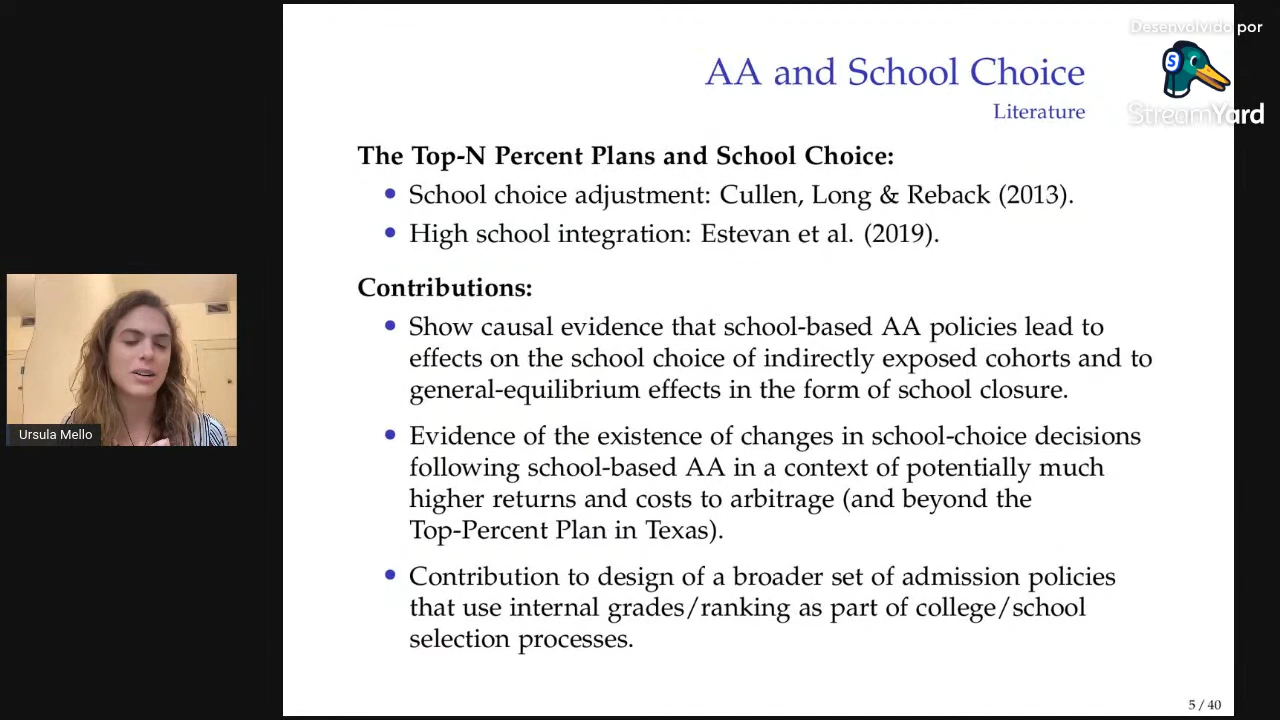 Desenvolvido por
StreamYard
AA and School Choice
Literature
The Top-N Percent Plans and School Choice:
• School choice adjustment: Cullen, Long & Reback (2013).
• High school integration: Estevan et al. (2019).
Contributions:
• Show causal evidence that school-based AA policies lead to
effects on the school choice of indirectly exposed cohorts and to
general-equilibrium effects in the form of school closure.
• Evidence of the existence of changes in school-choice decisions
following school-based AA in a context of potentially much
higher returns and costs to arbitrage (and beyond the
Top-Percent Plan in Texas).
• Contribution to design of a broader set of admission policies
that use internal grades/ranking as part of college/school
selection processes.
Ursula Mello
5 / 40